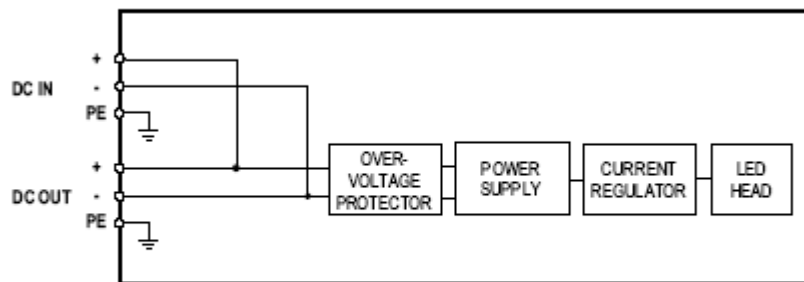 +
DC IN -
PE
+
DC OUT -
PE
OVER-
VOLTAGE
PROTECTOR
POWER
SUPPLY
CURRENT
REGULATOR
LED
HEAD